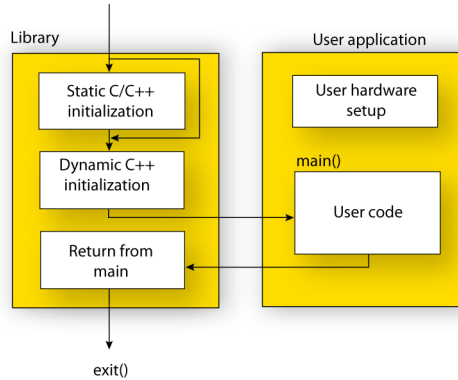 Library
User application
Static C/C++
initialization
User hardware
setup
Dynamic C++
initialization
main()
User code
Return from
main
exit()